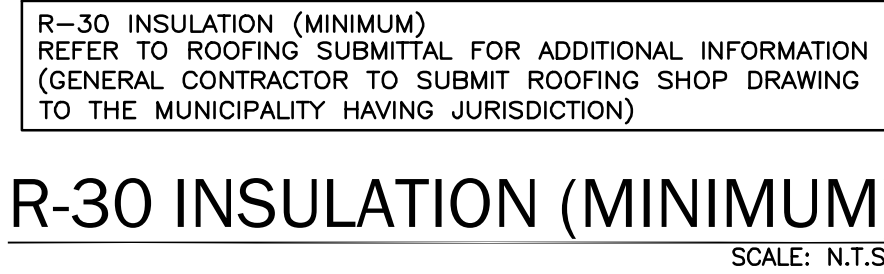 R-30 INSULATION (MINIMUM)
REFER TO ROOFING SUBMITTAL FOR ADDITIONAL INFORMATION
(GENERAL CONTRACTOR TO SUBMIT ROOFING SHOP DRAWING
TO THE MUNICIPALITY HAVING JURISDICTION)
R-30 INSULATION (MINIMUM
SCALE: N.T.S